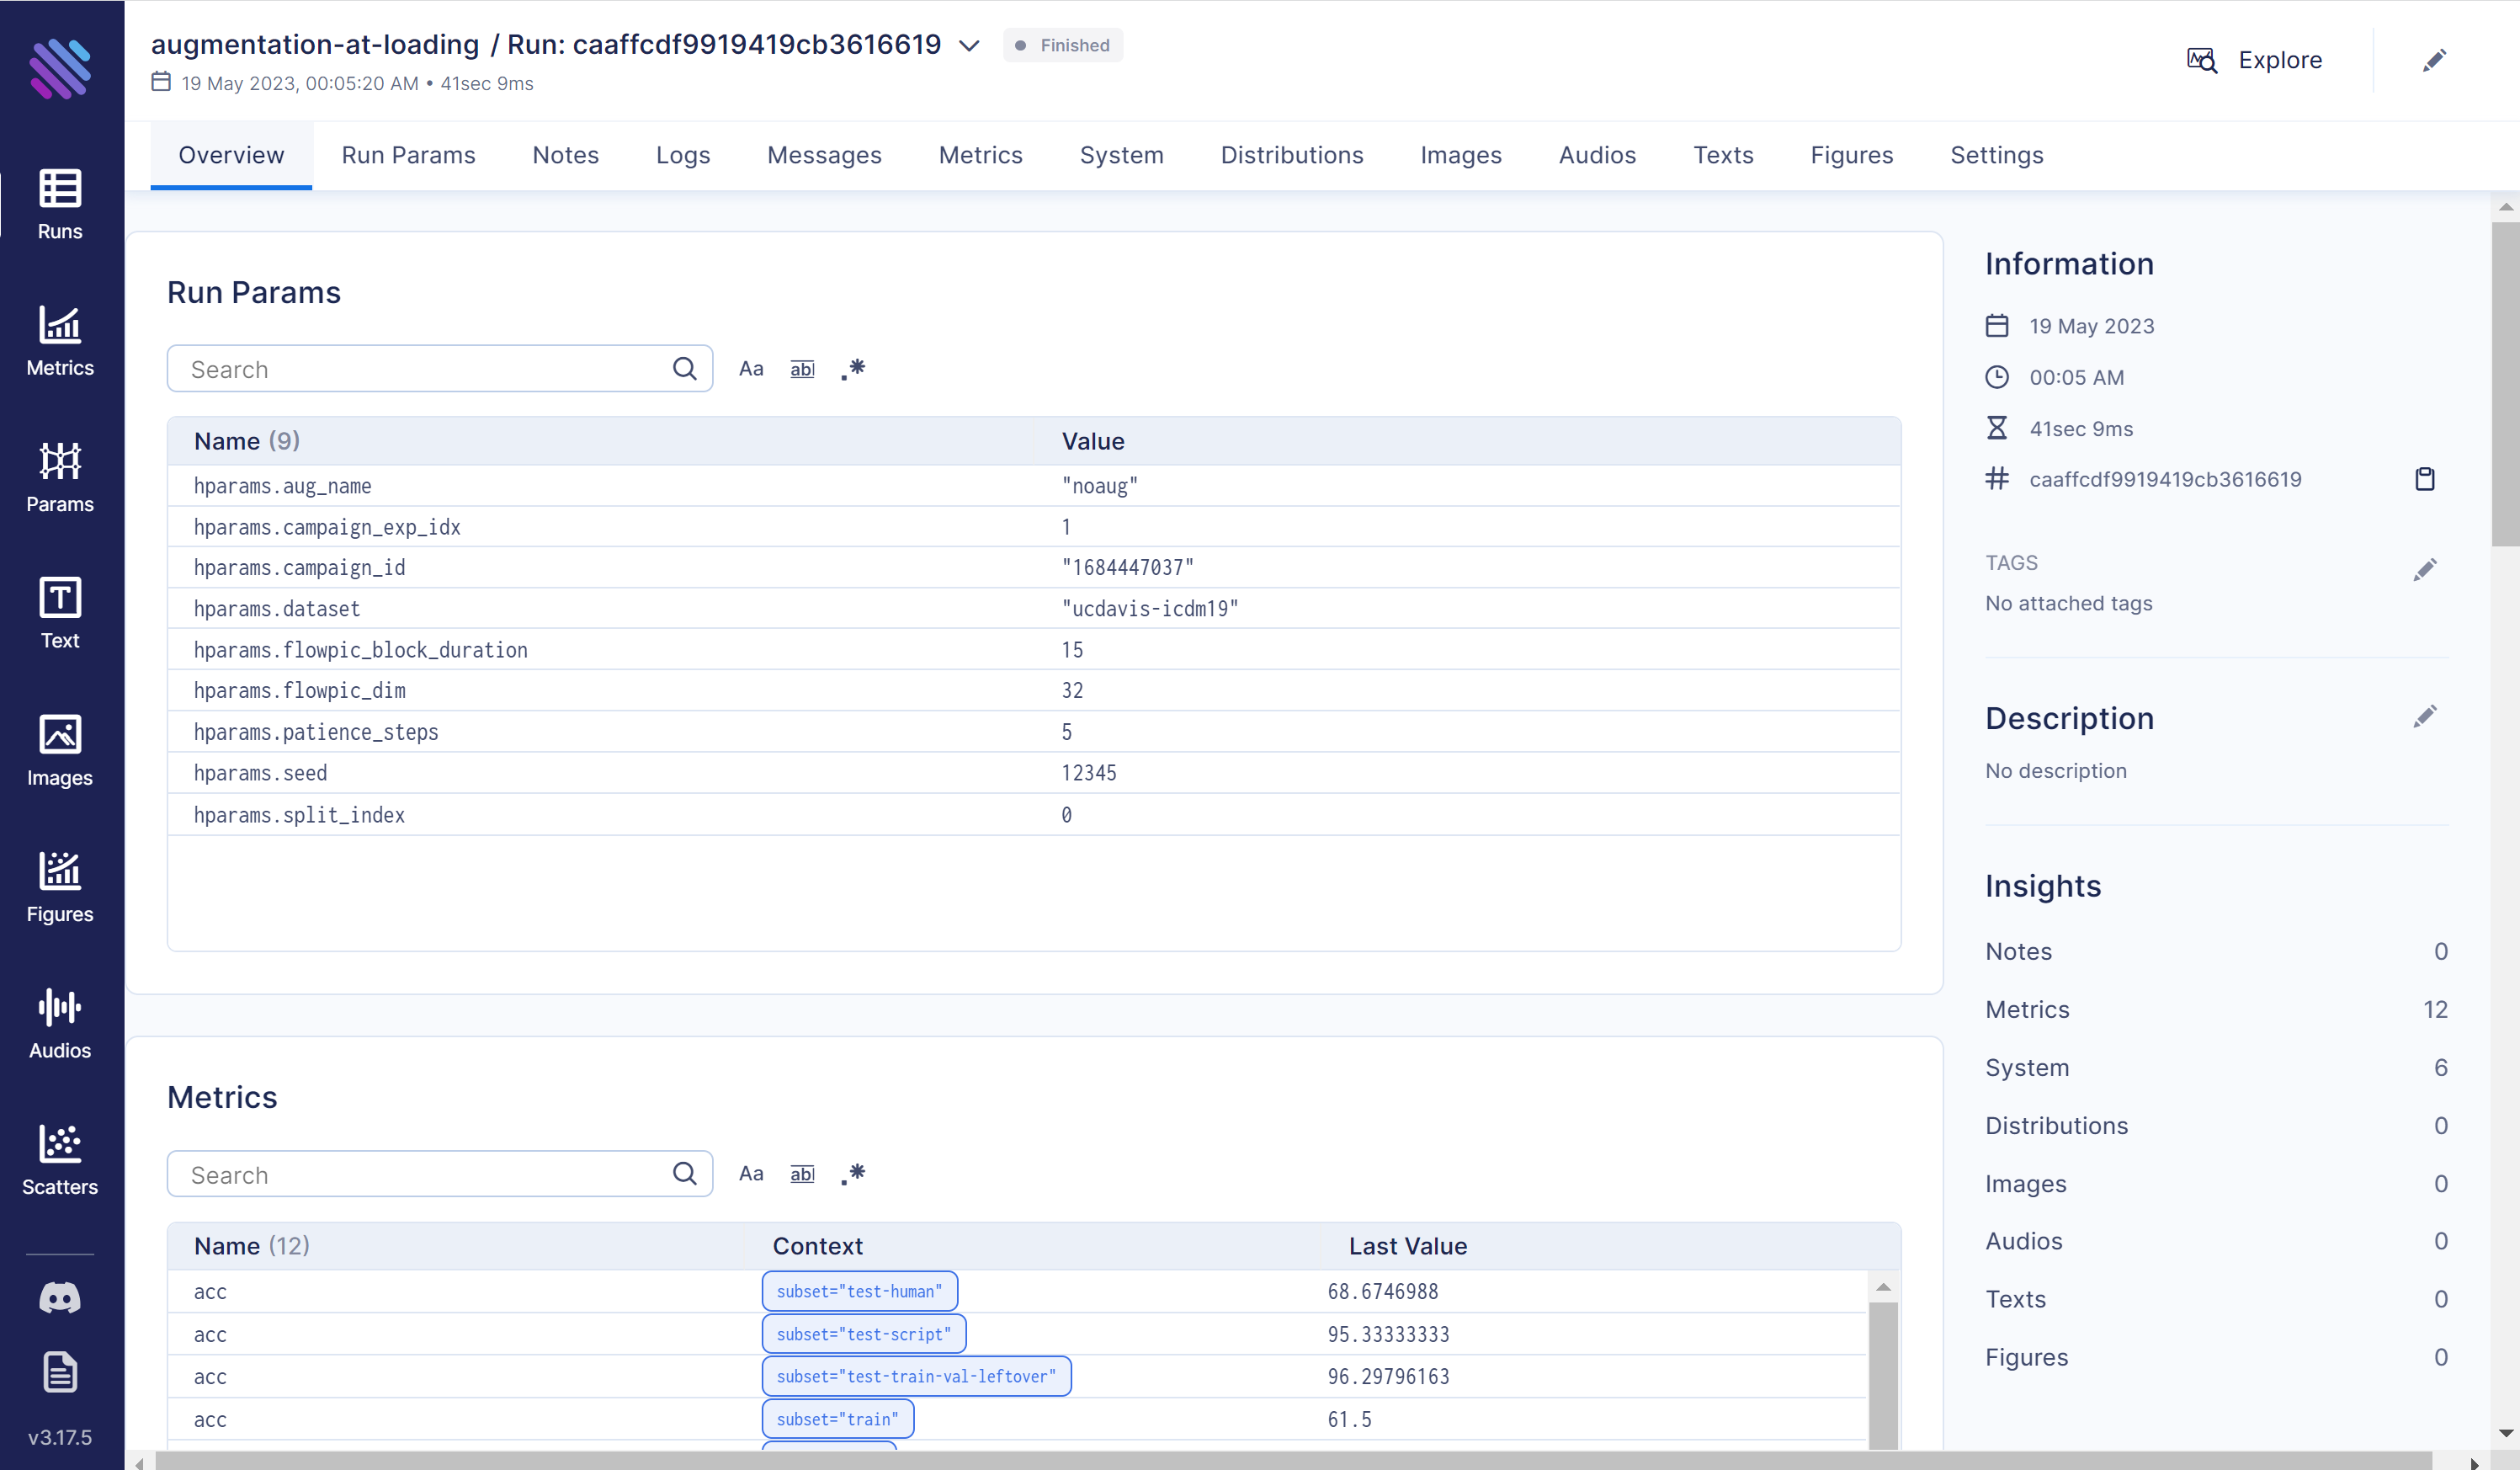 augmentation-at-loading / Run: caaffcdf9919419cb3616619 Finished
19 May 2023, 00:05:20 AM • 41sec 9ms
Explore
Overview Run Params Notes Logs Messages Metrics System Distributions Images Audios Texts Figures Settings
Runs
Metrics
Params
Text
Images
Figures
Audios
Scatters
v3.17.5
Run Params
Search Aa abl .*
Name (9) Value
hparams.aug_name "noaug"
hparams.campaign_exp_idx 1
hparams.campaign_id "1684447037"
hparams.dataset "ucdavis-icdm19"
hparams.flowpic_block_duration 15
hparams.flowpic_dim 32
hparams.patience_steps 5
hparams.seed 12345
hparams.split_index 0
Metrics
Search Aa abl .*
Name (12) Context Last Value
acc subset="test-human" 68.6746988
acc subset="test-script" 95.33333333
acc subset="test-train-val-leftover" 96.29796163
acc subset="train" 61.5
Information
19 May 2023
00:05 AM
41sec 9ms
# caaffcdf9919419cb3616619
TAGS
No attached tags
Description
No description
Insights
Notes 0
Metrics 12
System 6
Distributions 0
Images 0
Audios 0
Texts 0
Figures 0